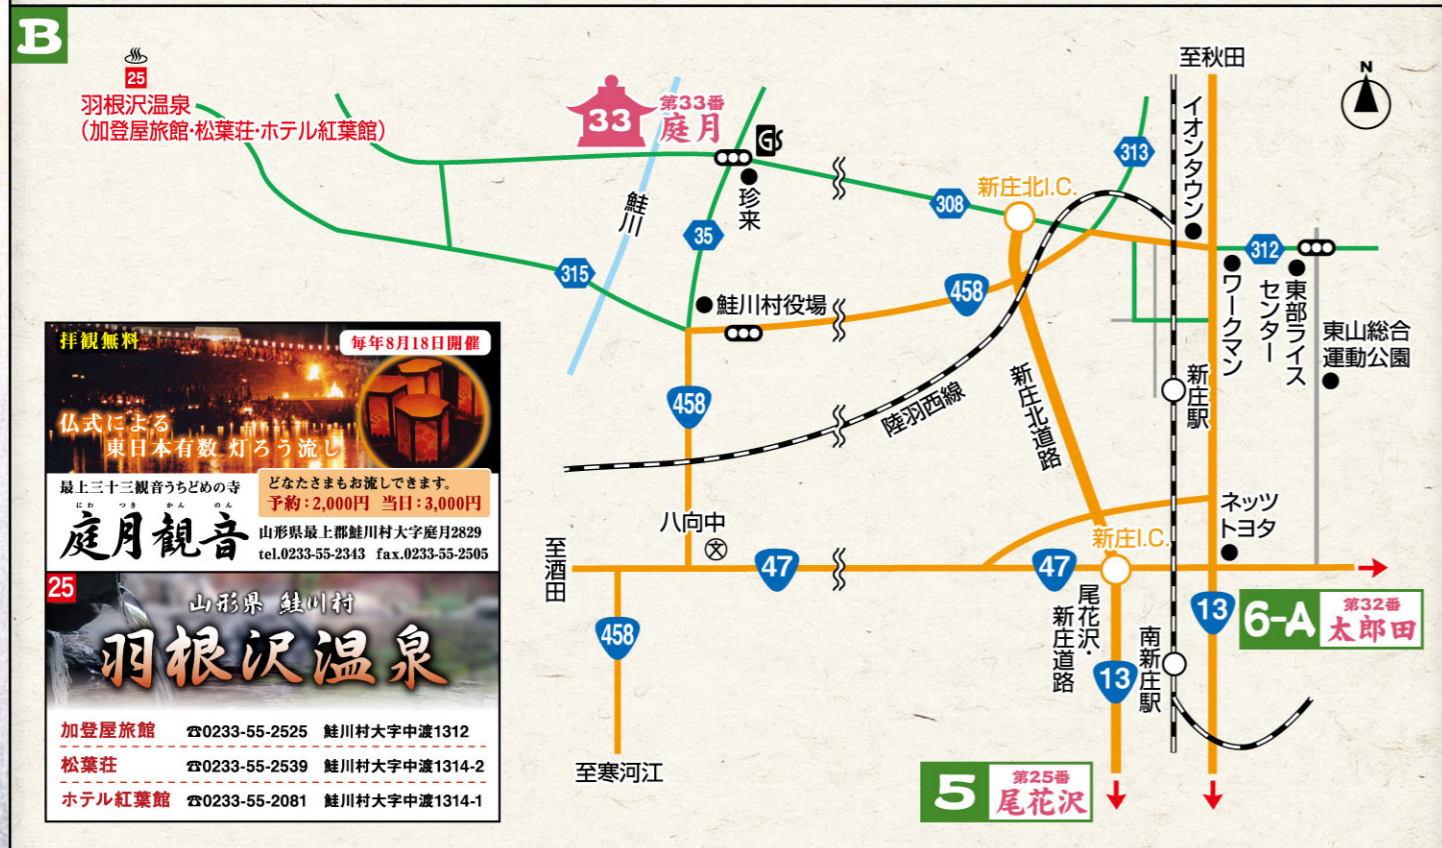 B
至秋田
N
25
羽根沢温泉
(加登屋旅館・松葉荘・ホテル紅葉館)
33
第33番
庭月
GS
珍来
鮭川
35
308
313
新庄北I.C.
イオンタウン
312
315
鮭川村役場
458
ワークマン
東部ライス
センター
東山総合
運動公園
458
陸羽西線
新庄北道路
新庄駅
八向中
文
至酒田
47
47
新庄I.C.
ネッツ
トヨタ
尾花沢・
新庄道路
13
13
南新庄駅
458
至寒河江
6-A
第32番
太郎田
5
第25番
尾花沢
拝観無料
毎年8月18日開催
仏式による
東日本有数 灯ろう流し
最上三十三観音うちどめの寺
どなたさまもお流しできます。
予約:2,000円 当日:3,000円
にわ つき かん のん
庭月観音
山形県最上郡鮭川村大字庭月2829
tel.0233-55-2343 fax.0233-55-2505
25
山形県 鮭川村
羽根沢温泉
加登屋旅館 ☎0233-55-2525 鮭川村大字中渡1312
松葉荘 ☎0233-55-2539 鮭川村大字中渡1314-2
ホテル紅葉館 ☎0233-55-2081 鮭川村大字中渡1314-1